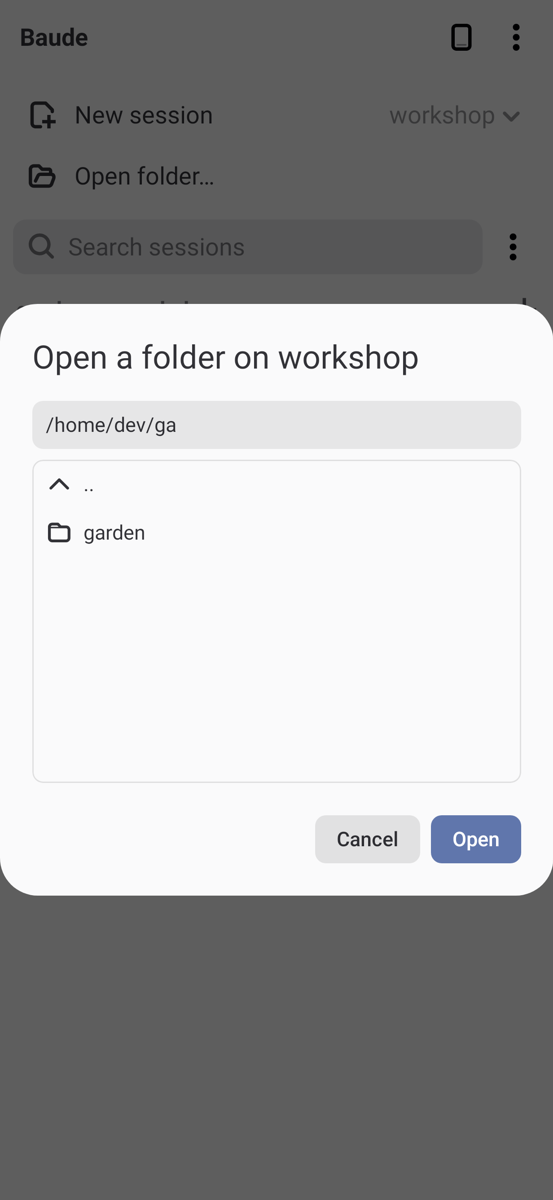 Baude
New session
workshop
Open folder...
Search sessions
Open a folder on workshop
/home/dev/ga
..
garden
Cancel
Open